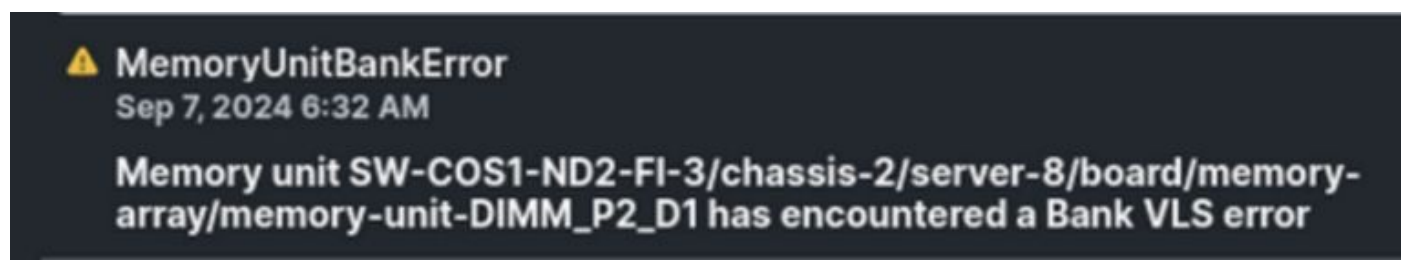 MemoryUnitBankError
Sep 7, 2024 6:32 AM
Memory unit SW-COS1-ND2-FI-3/chassis-2/server-8/board/memory-
array/memory-unit-DIMM_P2_D1 has encountered a Bank VLS error